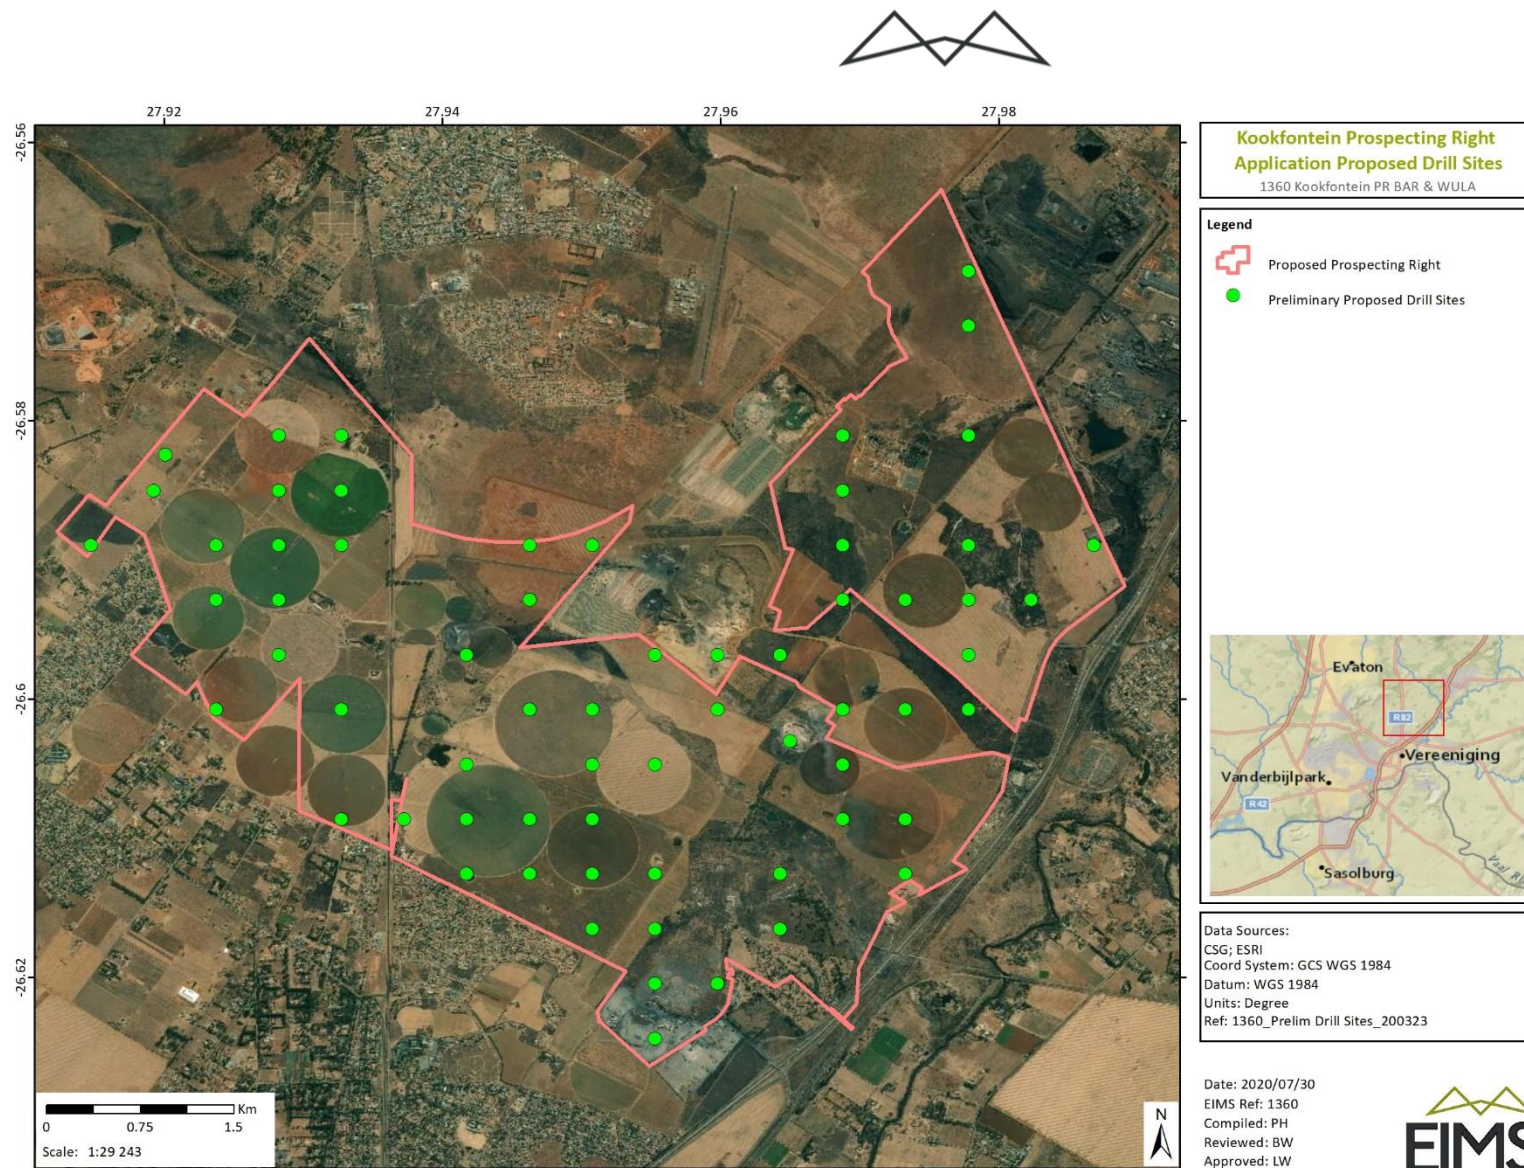 27.92
27.94
27.96
27.98
-26.56
-26.58
-26.6
-26.62
Kookfontein Prospecting Right
Application Proposed Drill Sites
1360 Kookfontein PR BAR & WULA
Legend
Proposed Prospecting Right
Preliminary Proposed Drill Sites
Evaton
R82
Vereeniging
Vanderbijlpark
R42
Sasolburg
Vaal
Data Sources:
CSG; ESRI
Coord System: GCS WGS 1984
Datum: WGS 1984
Units: Degree
Ref: 1360_Prelim Drill Sites_200323
Km
0 0.75 1.5
Scale: 1:29 243
N
Date: 2020/07/30
EIMS Ref: 1360
Compiled: PH
Reviewed: BW
Approved: LW
EIMS